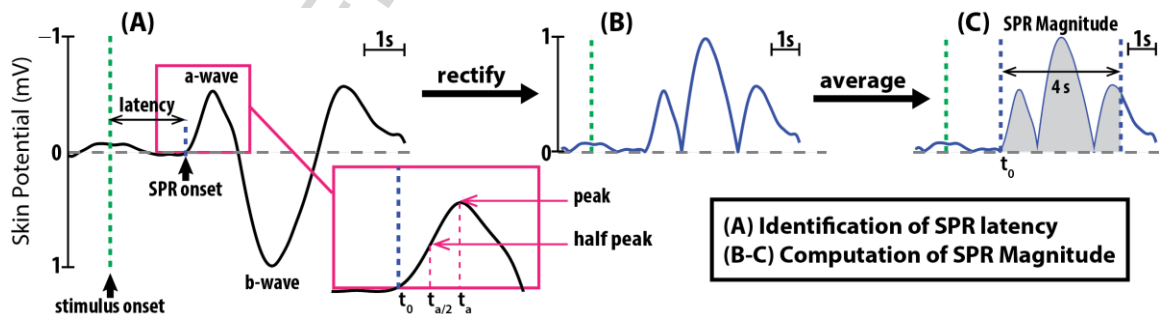 (A)
−1
0
1
Skin Potential (mV)
a-wave
latency
SPR onset
b-wave
stimulus onset
1s
peak
half peak
t0 ta/2 ta
rectify
(B)
1
0
1s
average
(C)
SPR Magnitude
1s
4 s
1
0
t0
(A) Identification of SPR latency
(B-C) Computation of SPR Magnitude